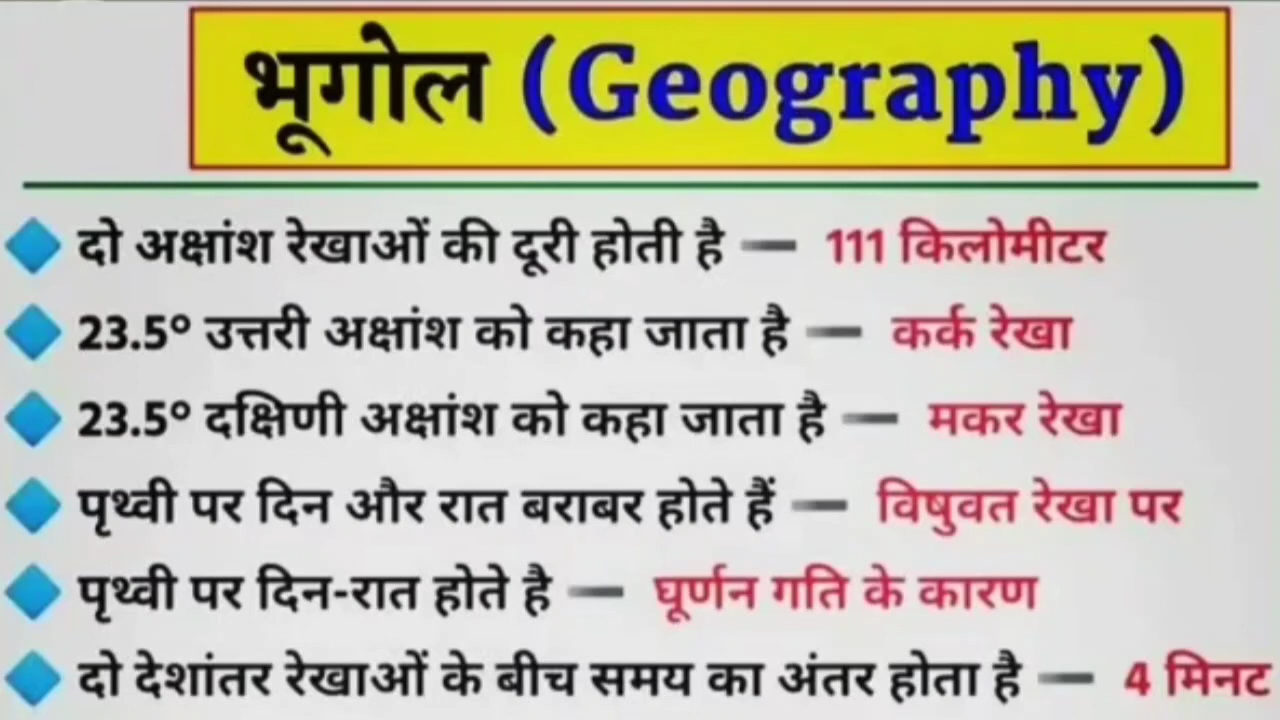 भूगोल (Geography)
दो अक्षांश रेखाओं की दूरी होती है — 111 किलोमीटर
23.5° उत्तरी अक्षांश को कहा जाता है — कर्क रेखा
23.5° दक्षिणी अक्षांश को कहा जाता है — मकर रेखा
पृथ्वी पर दिन और रात बराबर होते हैं — विषुवत रेखा पर
पृथ्वी पर दिन-रात होते है — घूर्णन गति के कारण
दो देशांतर रेखाओं के बीच समय का अंतर होता है — 4 मिनट